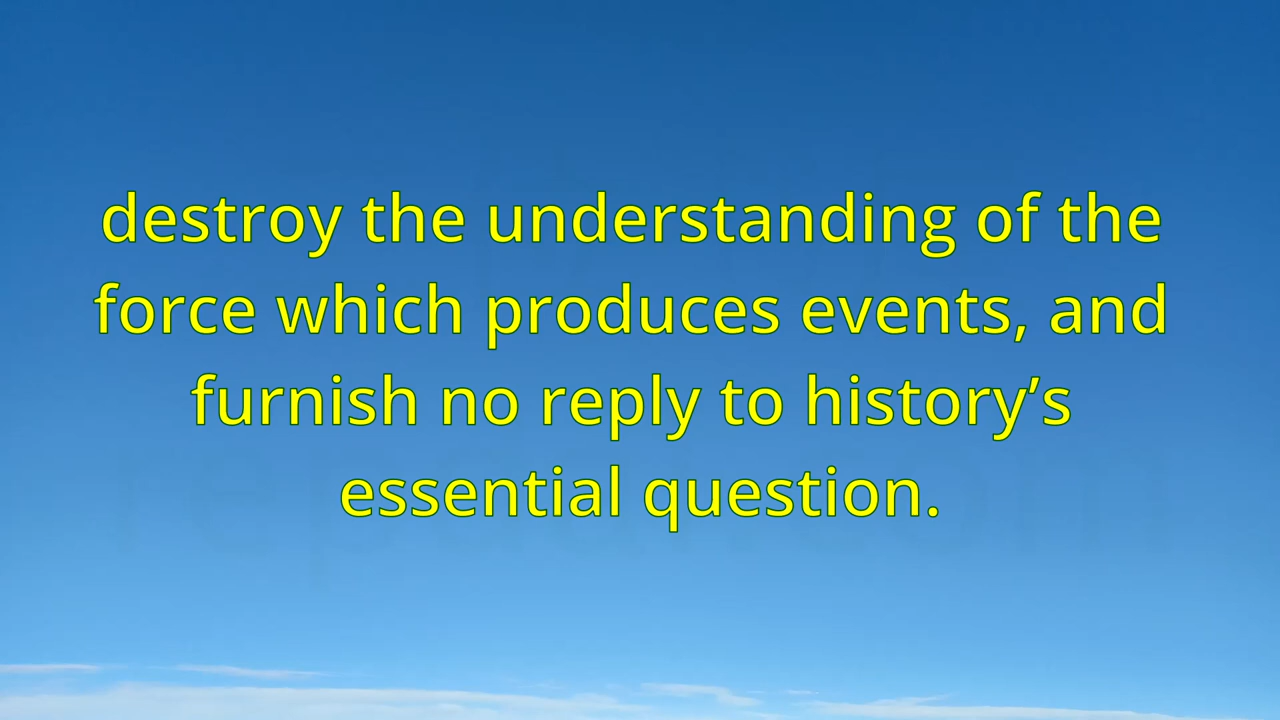 destroy the understanding of the
force which produces events, and
furnish no reply to history’s
essential question.